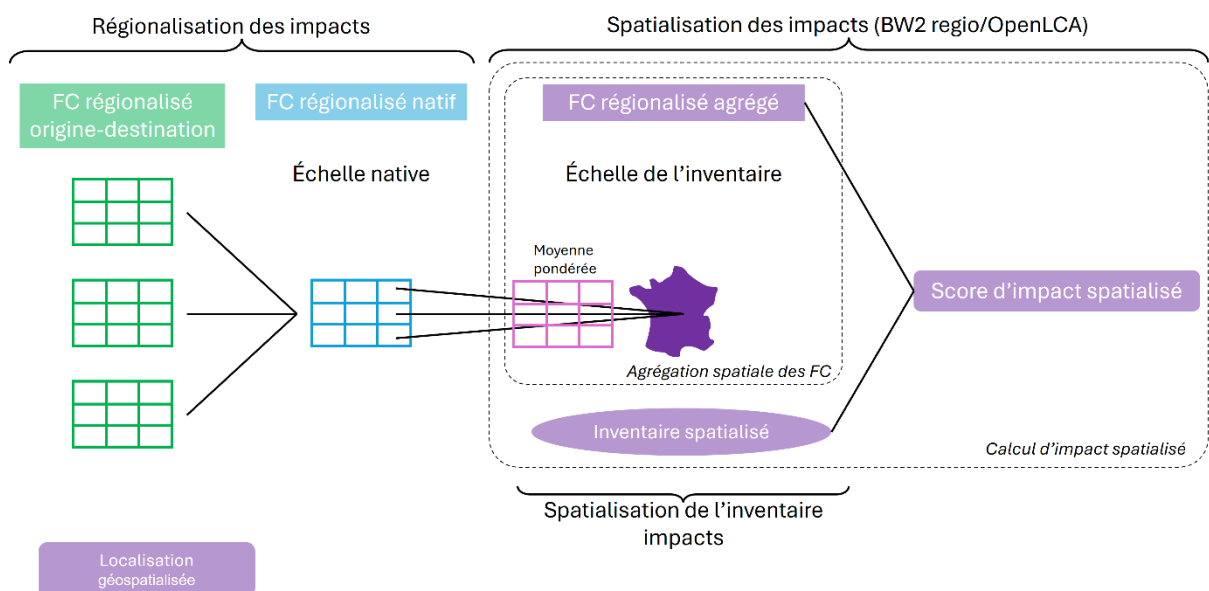 Régionalisation des impacts
Spatialisation des impacts (BW2 regio/OpenLCA)
FC régionalisé
origine-destination
FC régionalisé natif
FC régionalisé agrégé
Échelle native
Échelle de l’inventaire
Moyenne
pondérée
Score d’impact spatialisé
Agrégation spatiale des FC
Inventaire spatialisé
Calcul d’impact spatialisé
Spatialisation de l’inventaire
impacts
Localisation
géospatialisée